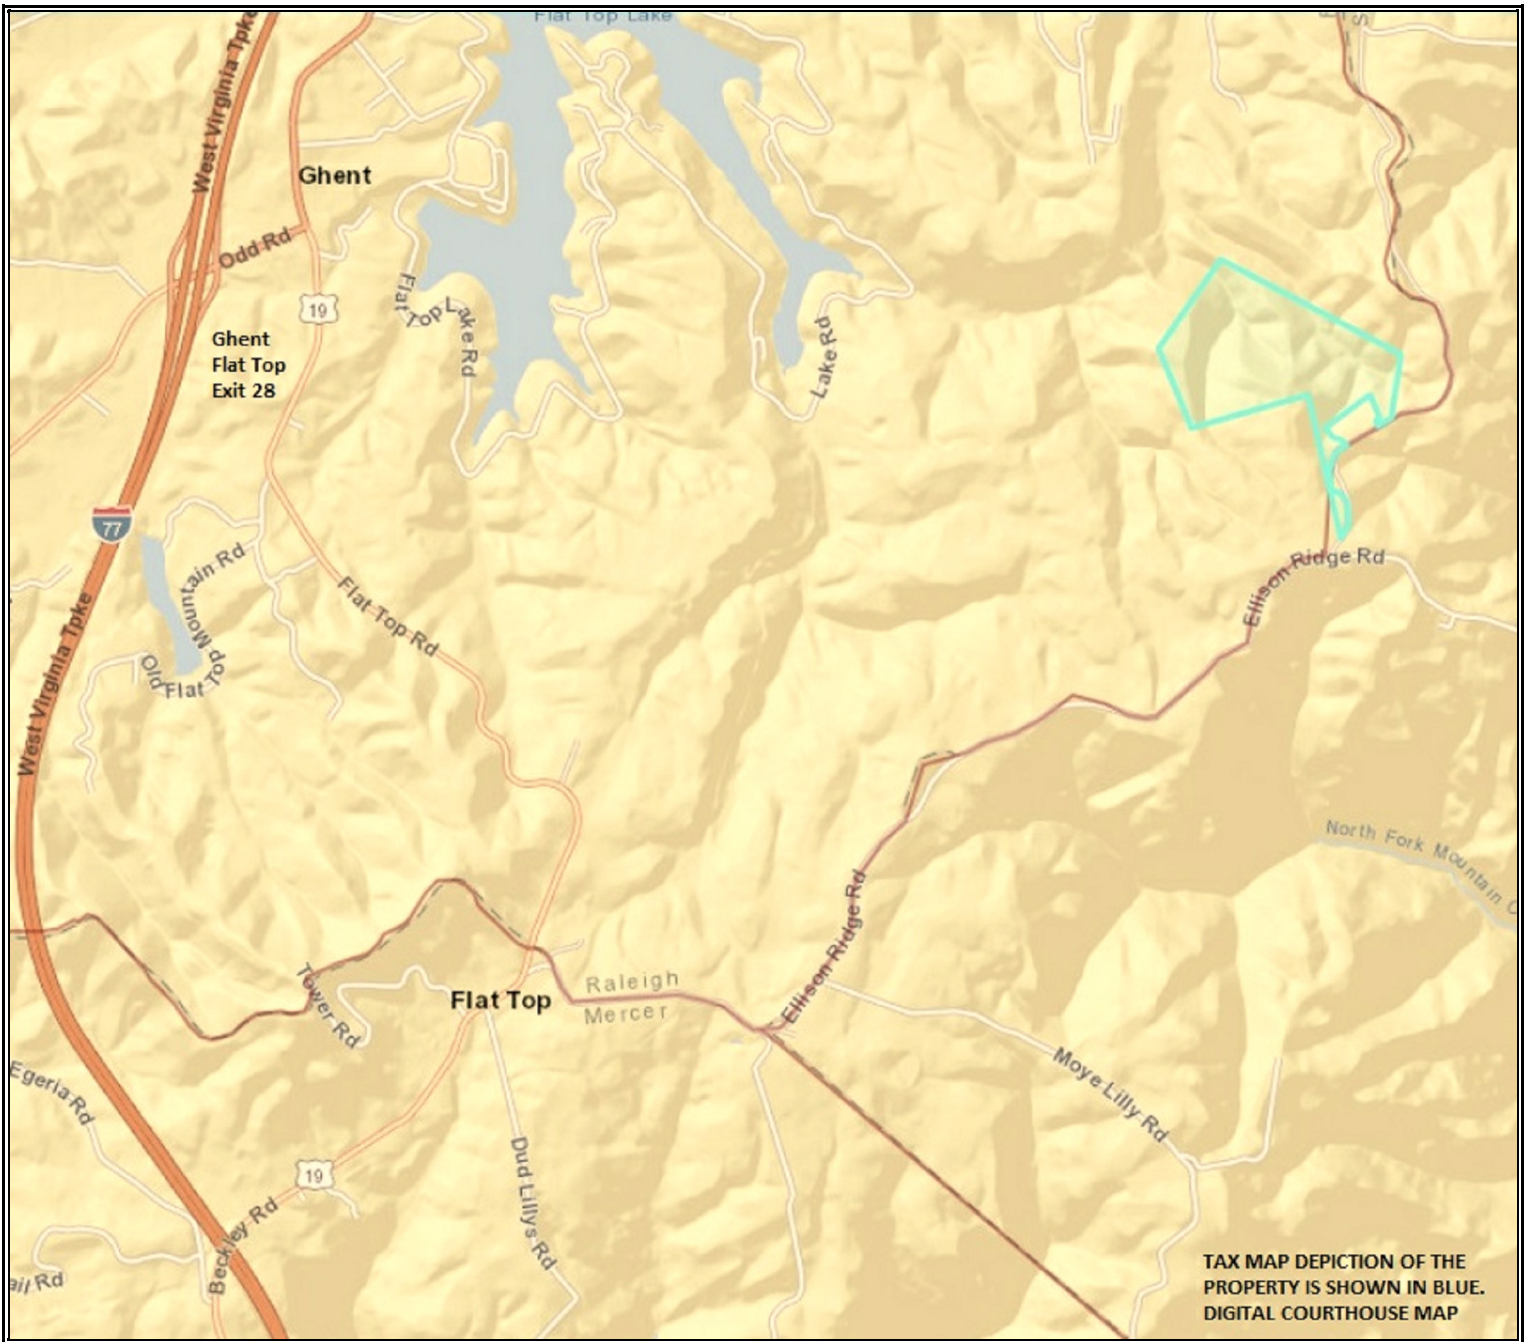 Flat Top Lake
West Virginia Tpke
Ghent
Odd Rd
19
Flat Top Lake Rd
Lake Rd
Ghent
Flat Top
Exit 28
77
Old Flat Top Mountain Rd
Flat Top Rd
West Virginia Tpke
Ellison Ridge Rd
North Fork Mountain C
Ellison Ridge Rd
Tower Rd
Flat Top
Raleigh
Mercer
Moye Lilly Rd
Egeria Rd
19
Dud Lillys Rd
Beckley Rd
ail Rd
TAX MAP DEPICTION OF THE
PROPERTY IS SHOWN IN BLUE.
DIGITAL COURTHOUSE MAP